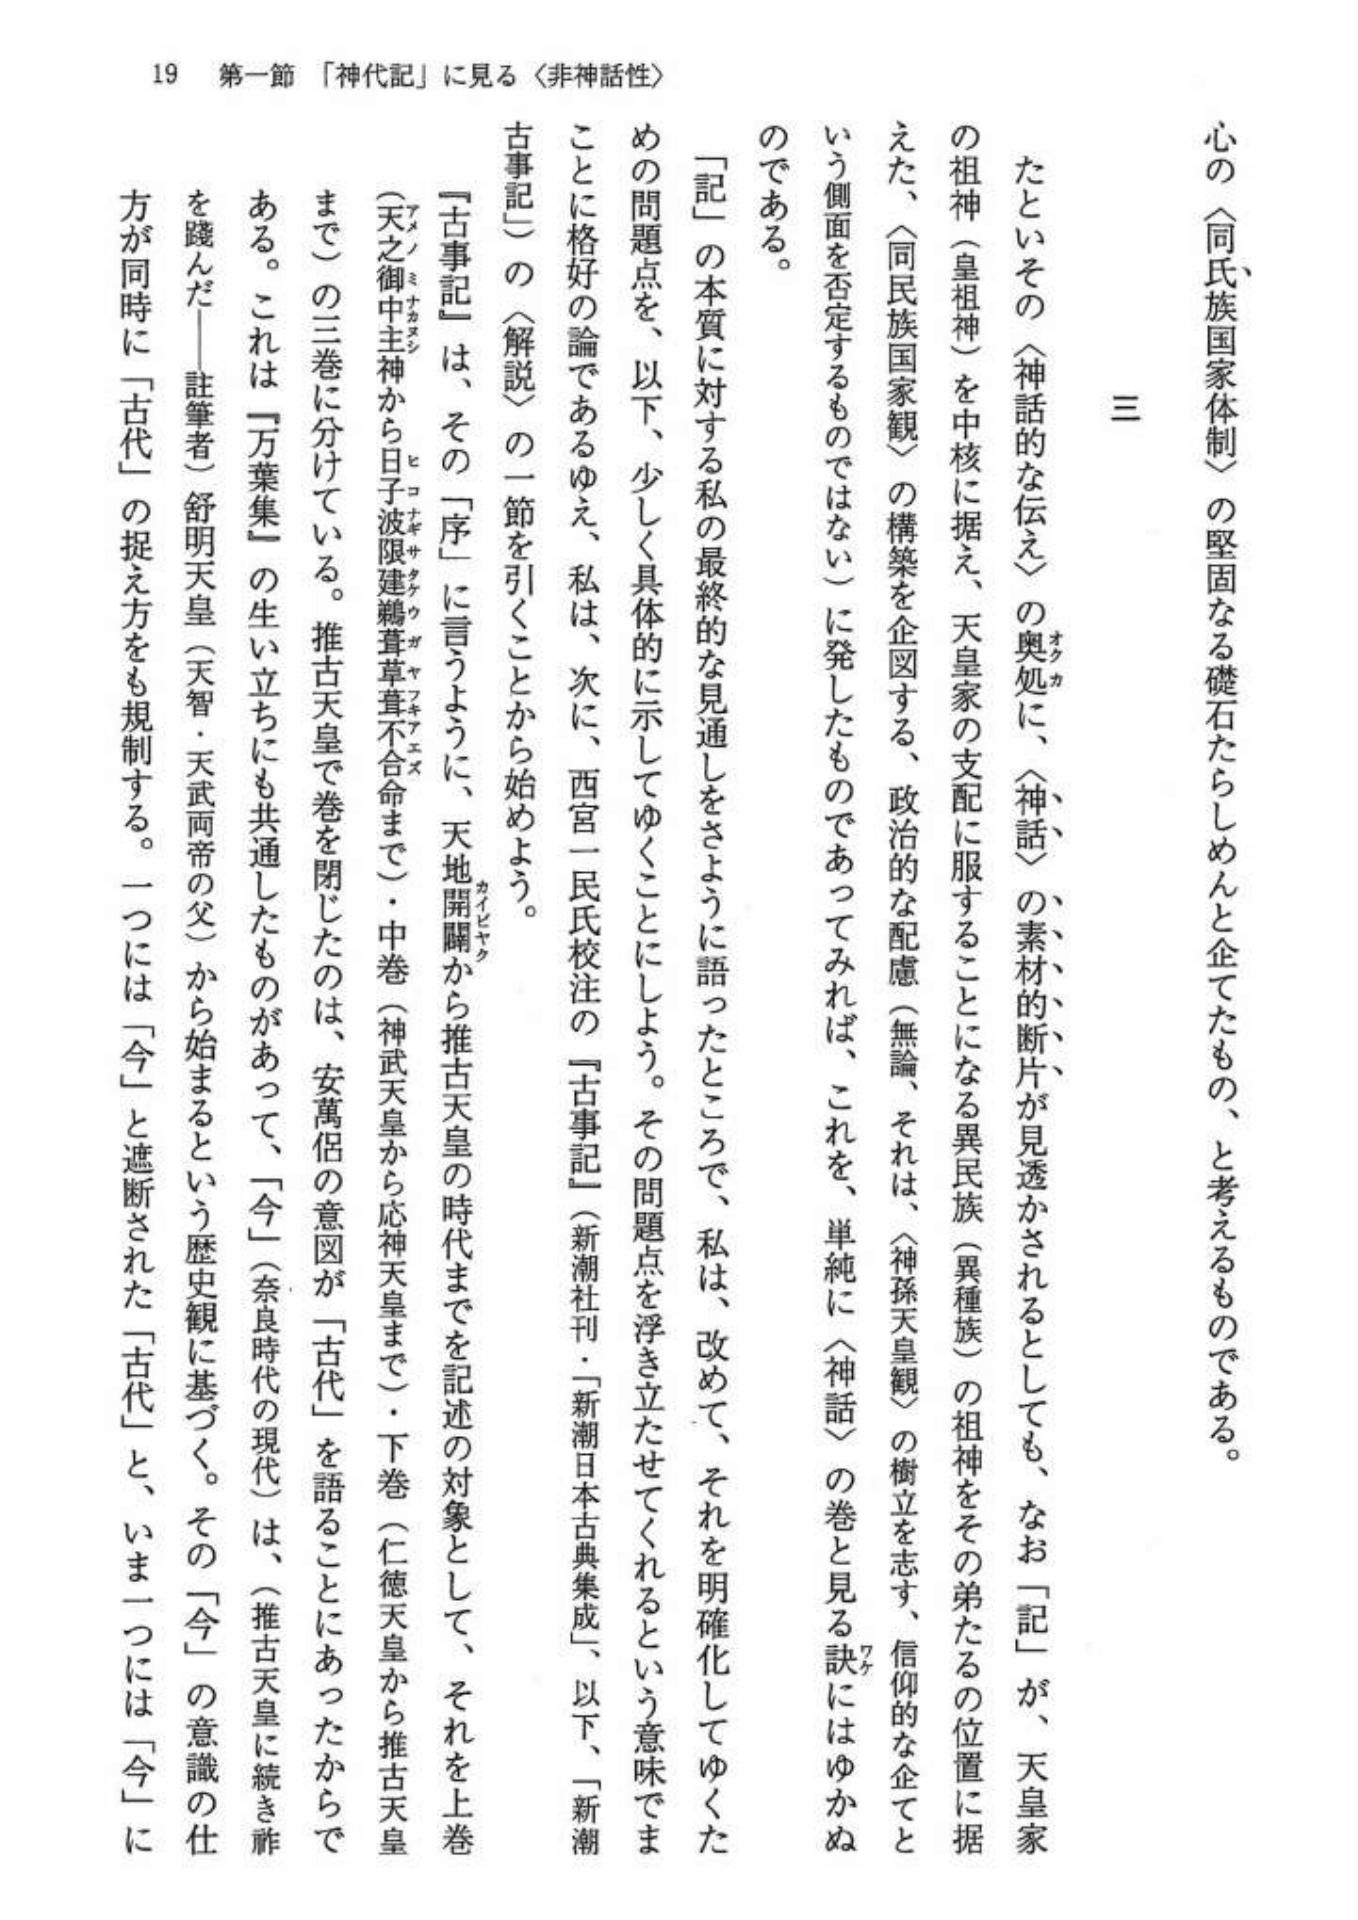 19 第一節 「神代記」に見る〈非神話性〉
心の〈同氏族国家体制〉の堅固なる礎石たらしめんと企てたもの、と考えるものである。
三
たといその〈神話的な伝え〉の奥処に、〈神話〉の素材的断片が見透かされるとしても、なお「記」が、天皇家
の祖神（皇祖神）を中核に据え、天皇家の支配に服することになる異民族（異種族）の祖神をその弟たるの位置に据
えた、〈同民族国家観〉の構築を企図する、政治的な配慮（無論、それは、〈神孫天皇観〉の樹立を志す、信仰的な企てと
いう側面を否定するものではない）に発したものであってみれば、これを、単純に〈神話〉の巻と見る訣にはゆかぬ
のである。
「記」の本質に対する私の最終的な見通しをさように語ったところで、私は、改めて、それを明確化してゆくた
めの問題点を、以下、少しく具体的に示してゆくことにしよう。その問題点を浮き立たせてくれるという意味でま
ことに格好の論であるゆえ、私は、次に、西宮一民氏校注の『古事記』（新潮社刊・「新潮日本古典集成」、以下、「新潮
古事記」）の〈解説〉の一節を引くことから始めよう。
『古事記』は、その「序」に言うように、天地開闢から推古天皇の時代までを記述の対象として、それを上巻
（天之御中主神から日子波限建鵜葺草葺不合命まで）・中巻（神武天皇から応神天皇まで）・下巻（仁徳天皇から推古天皇
まで）の三巻に分けている。推古天皇で巻を閉じたのは、安萬侶の意図が「古代」を語ることにあったからで
ある。これは『万葉集』の生い立ちにも共通したものがあって、「今」（奈良時代の現代）は、（推古天皇に続き祚
を踐んだ——註筆者）舒明天皇（天智・天武両帝の父）から始まるという歴史観に基づく。その「今」の意識の仕
方が同時に「古代」の捉え方をも規制する。一つには「今」と遮断された「古代」と、いま一つには「今」に